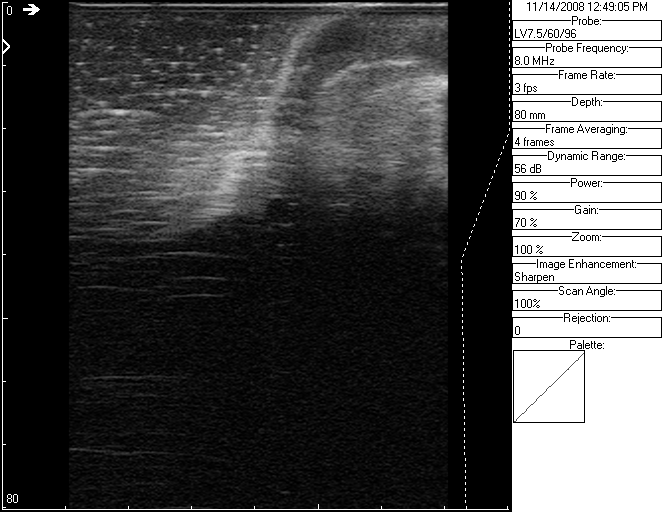 0
80
11/14/2008 12:49:05 PM
Probe:
LV7.5/60/96
Probe Frequency:
8.0 MHz
Frame Rate:
3 fps
Depth:
80 mm
Frame Averaging:
4 frames
Dynamic Range:
56 dB
Power:
90 %
Gain:
70 %
Zoom:
100 %
Image Enhancement:
Sharpen
Scan Angle:
100%
Rejection:
0
Palette: